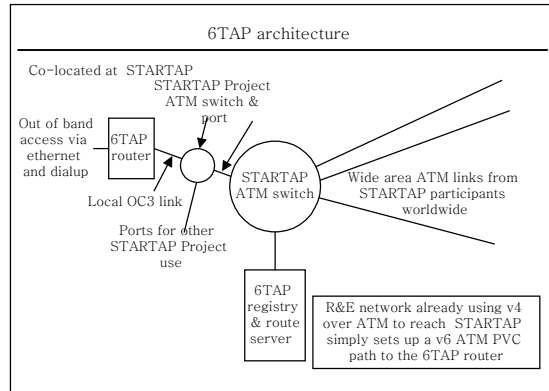 6TAP architecture
Co-located at STARTAP
STARTAP Project
ATM switch &
port
Out of band
access via
ethernet
and dialup
6TAP
router
Local OC3 link
Ports for other
STARTAP Project
use
STARTAP
ATM switch
Wide area ATM links from
STARTAP participants
worldwide
6TAP
registry
& route
server
R&E network already using v4
over ATM to reach STARTAP
simply sets up a v6 ATM PVC
path to the 6TAP router